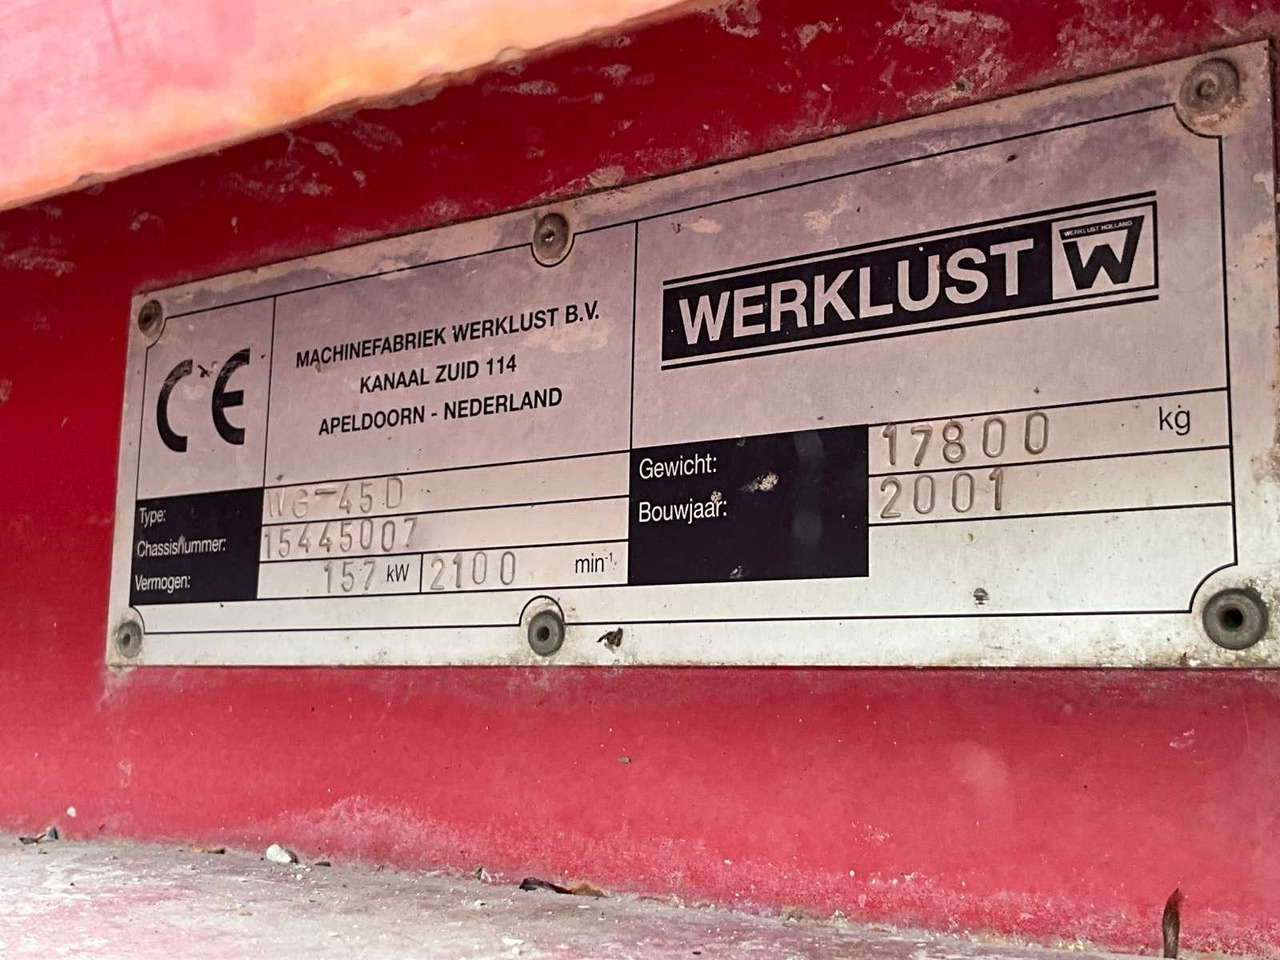 CE
MACHINEFABRIEK WERKLUST B.V.
KANAAL ZUID 114
APELDOORN - NEDERLAND
WERKLUST
WERKLUST HOLLAND
W
Type: WG-45D
Chassisnummer: 15445007
Vermogen: 157 kW 2100 min-1
Gewicht: 17800 kg
Bouwjaar: 2001